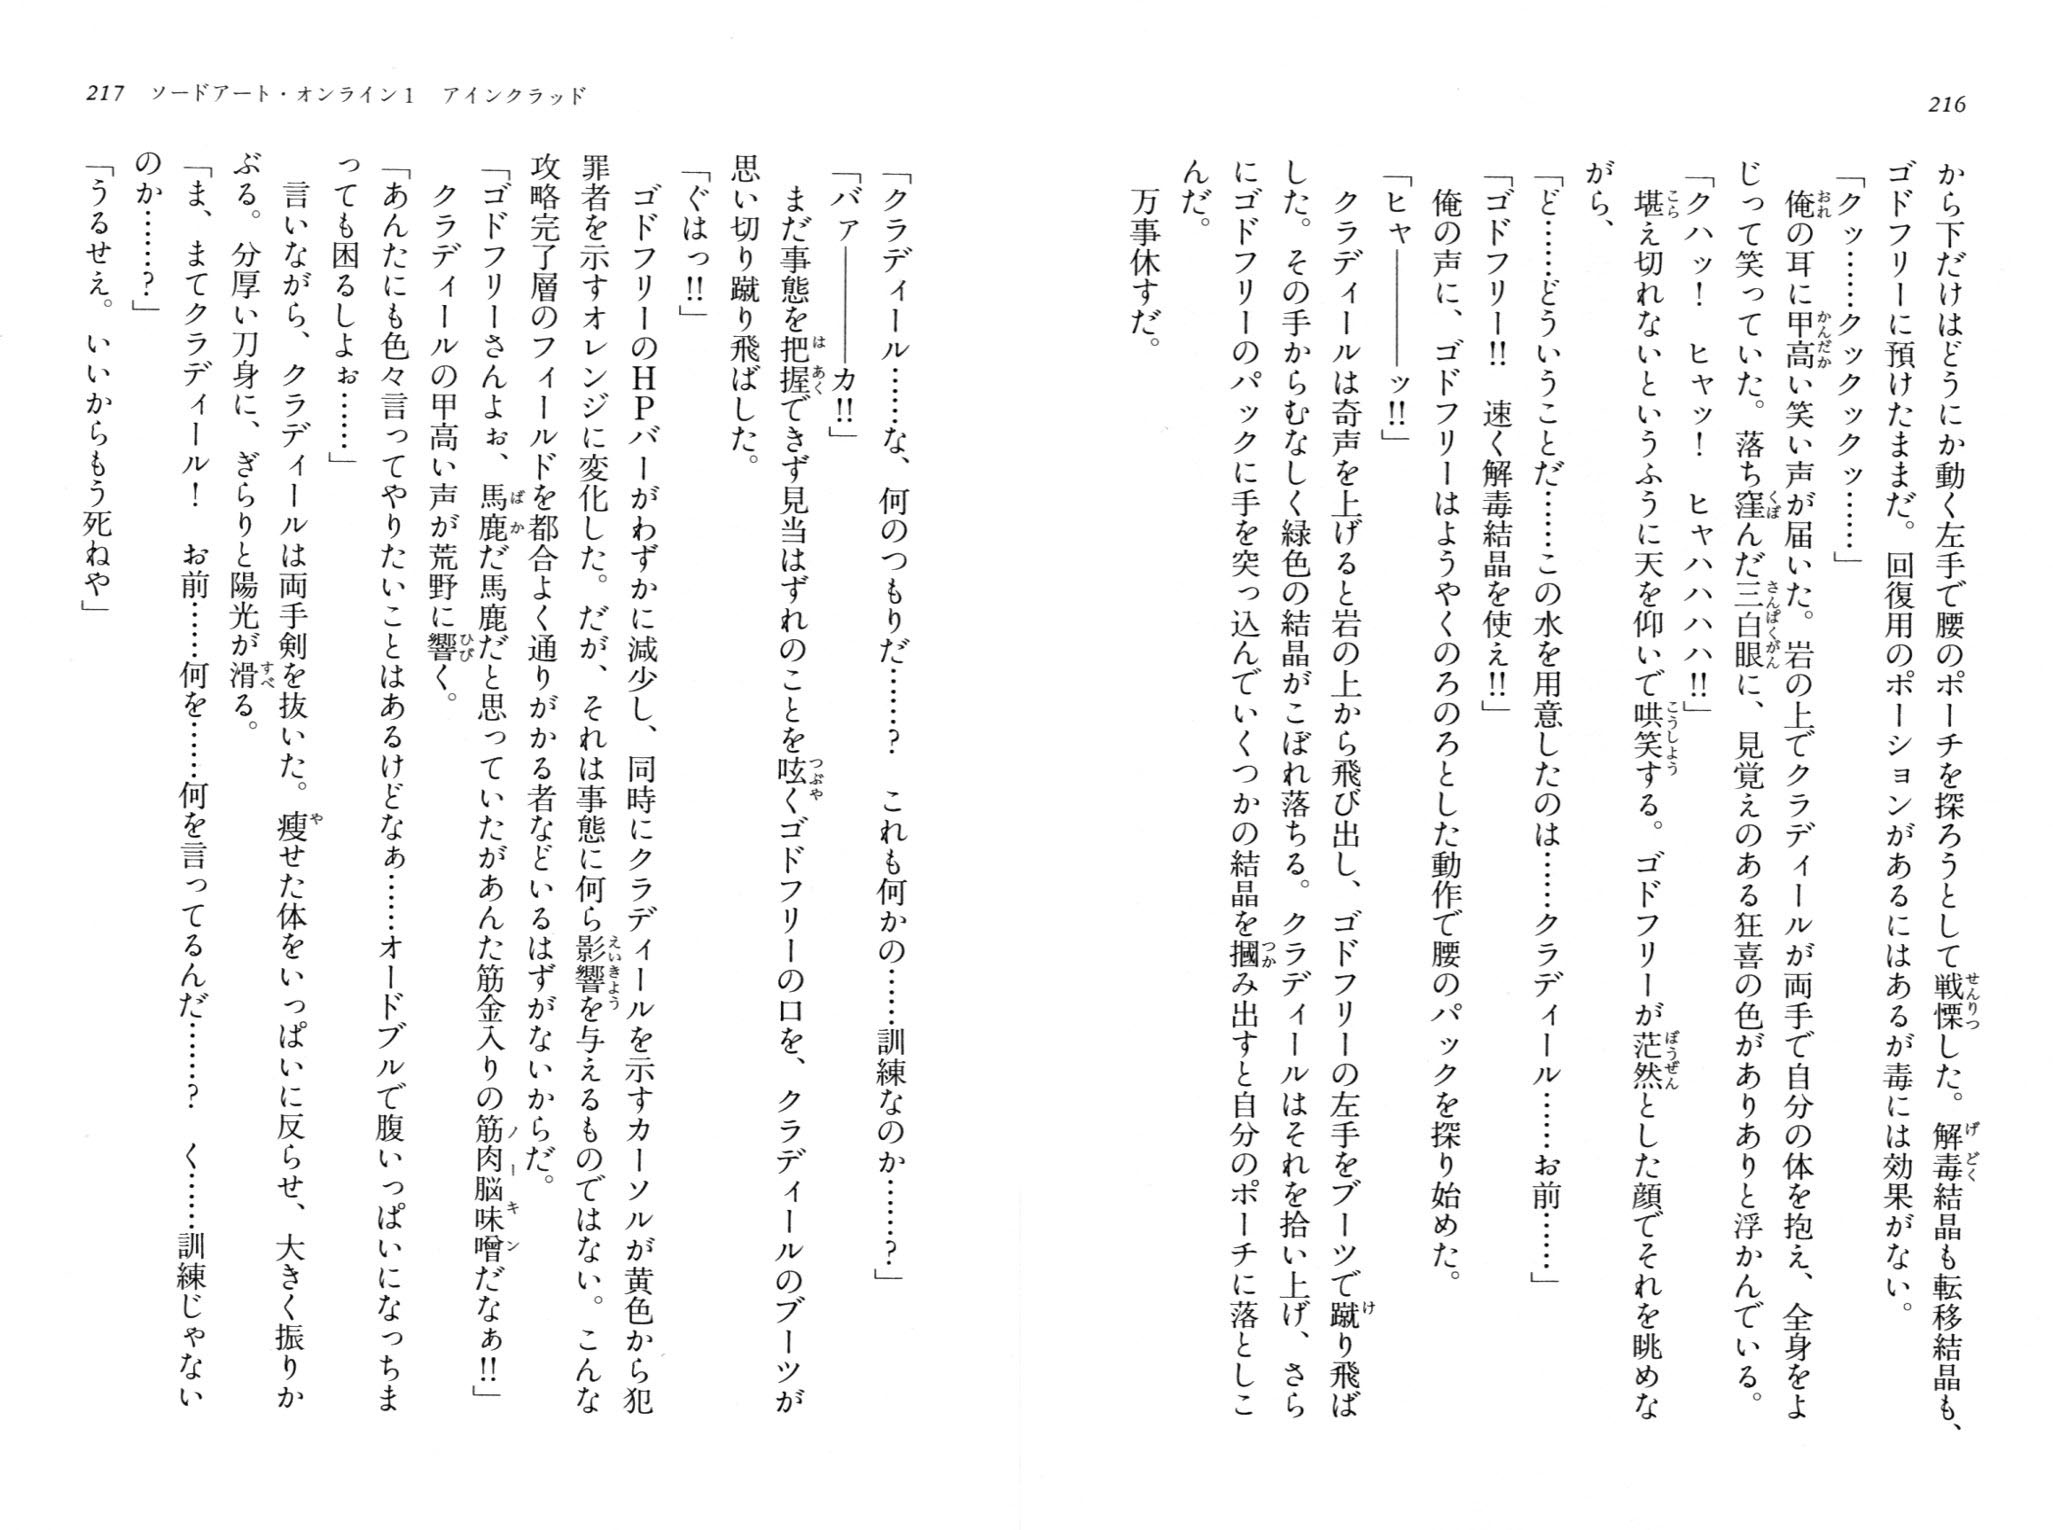 216
から下だけはどうにか動く左手で腰のポーチを探ろうとして戦慄した。解毒結晶も転移結晶も、
ゴドフリーに預けたままだ。回復用のポーションがあるにはあるが毒には効果がない。
「クッ……クックックッ……」
俺の耳に甲高い笑い声が届いた。岩の上でクラディールが両手で自分の体を抱え、全身をよ
じって笑っていた。落ち窪んだ三白眼に、見覚えのある狂喜の色がありありと浮かんでいる。
「クハッ！　ヒャッ！　ヒャハハハハ!!」
堪え切れないというふうに天を仰いで哄笑する。ゴドフリーが茫然とした顔でそれを眺めな
がら、
「ど……どういうことだ……この水を用意したのは……クラディール……お前……」
「ゴドフリー!!　速く解毒結晶を使え!!」
俺の声に、ゴドフリーはようやくのろのろとした動作で腰のパックを探り始めた。
「ヒャ――――ッ!!」
クラディールは奇声を上げると岩の上から飛び出し、ゴドフリーの左手をブーツで蹴り飛ば
した。その手からむなしく緑色の結晶がこぼれ落ちる。クラディールはそれを拾い上げ、さら
にゴドフリーのパックに手を突っ込んでいくつかの結晶を摑み出すと自分のポーチに落としこ
んだ。
万事休すだ。
217　ソードアート・オンライン1　アインクラッド
「クラディール……な、何のつもりだ……？　これも何かの……訓練なのか……？」
「バァ――――カ!!」
まだ事態を把握できず見当はずれのことを呟くゴドフリーの口を、クラディールのブーツが
思い切り蹴り飛ばした。
「ぐはっ!!」
ゴドフリーのHPバーがわずかに減少し、同時にクラディールを示すカーソルが黄色から犯
罪者を示すオレンジに変化した。だが、それは事態に何ら影響を与えるものではない。こんな
攻略完了層のフィールドを都合よく通りがかる者などいるはずがないからだ。
「ゴドフリーさんよぉ、馬鹿だ馬鹿だと思っていたがあんた筋金入りの筋肉脳味噌だなぁ!!」
クラディールの甲高い声が荒野に響く。
「あんたにも色々言ってやりたいことはあるけどなぁ……オードブルで腹いっぱいになっちま
っても困るしよぉ……」
言いながら、クラディールは両手剣を抜いた。痩せた体をいっぱいに反らせ、大きく振りか
ぶる。分厚い刀身に、ぎらりと陽光が滑る。
「ま、まてクラディール！　お前……何を……何を言ってるんだ……？　く……訓練じゃない
のか……？」
「うるせえ。いいからもう死ねや」